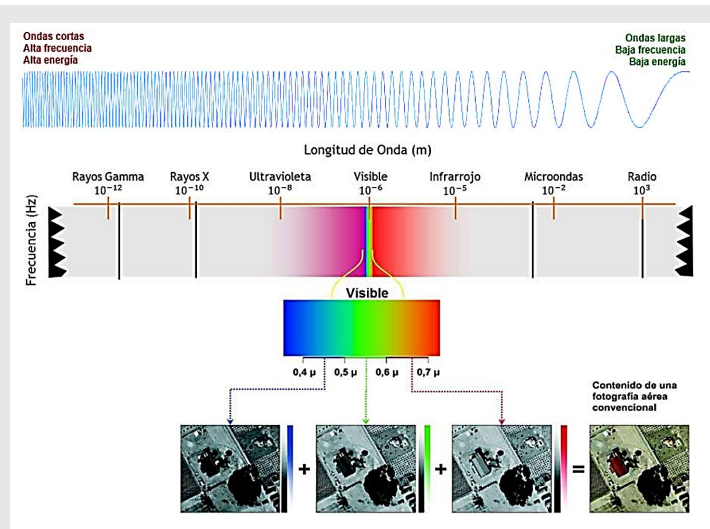 Ondas cortas
Alta frecuencia
Alta energía
Ondas largas
Baja frecuencia
Baja energía
Longitud de Onda (m)
Rayos Gamma Rayos X Ultravioleta Visible Infrarrojo Microondas Radio
10⁻¹² 10⁻¹⁰ 10⁻⁸ 10⁻⁶ 10⁻⁵ 10⁻² 10³
Frecuencia (Hz)
Visible
0,4 µ 0,5 µ 0,6 µ 0,7 µ
Contenido de una
fotografía aérea
convencional
+ + =